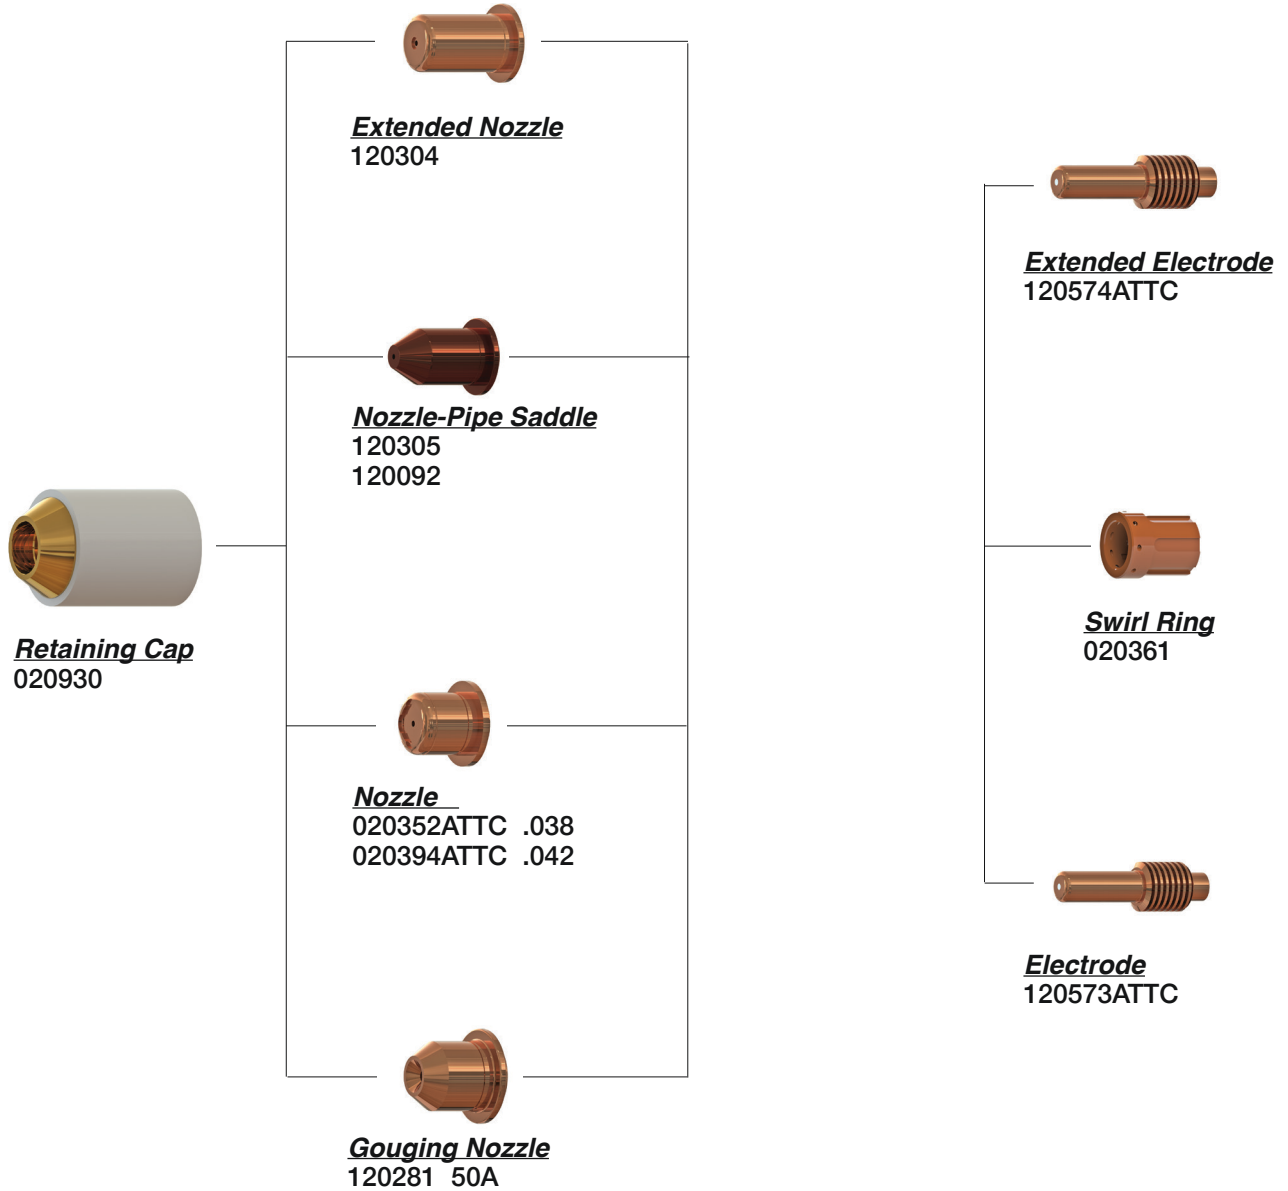 Extended Nozzle
120304
Extended Electrode
120574ATTC
Nozzle-Pipe Saddle
120305
120092
Retaining Cap
020930
Swirl Ring
020361
Nozzle
020352ATTC .038
020394ATTC .042
Electrode
120573ATTC
Gouging Nozzle
120281 50A